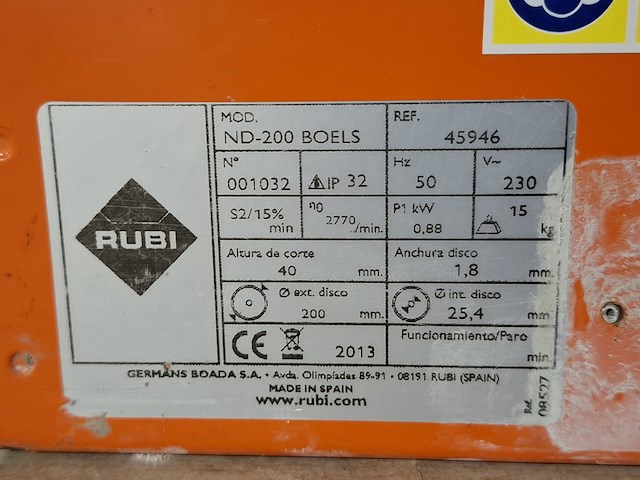 MOD.
ND-200 BOELS
REF.
45946
Nº
001032
IP 32
Hz
50
V~
230
S2/15%
min
n0
2770 /min.
P1 kW
0,88
15
kg
Altura de corte
40 mm.
Anchura disco
1,8 mm.
Ø ext. disco
200 mm
Ø int. disco
25,4 mm.
CE 2013
Funcionamiento/Paro
min.
RUBI
GERMANS BOADA S.A. • Avda. Olimpíades 89-91 • 08191 RUBI (SPAIN)
MADE IN SPAIN
www.rubi.com
Ref. 08527